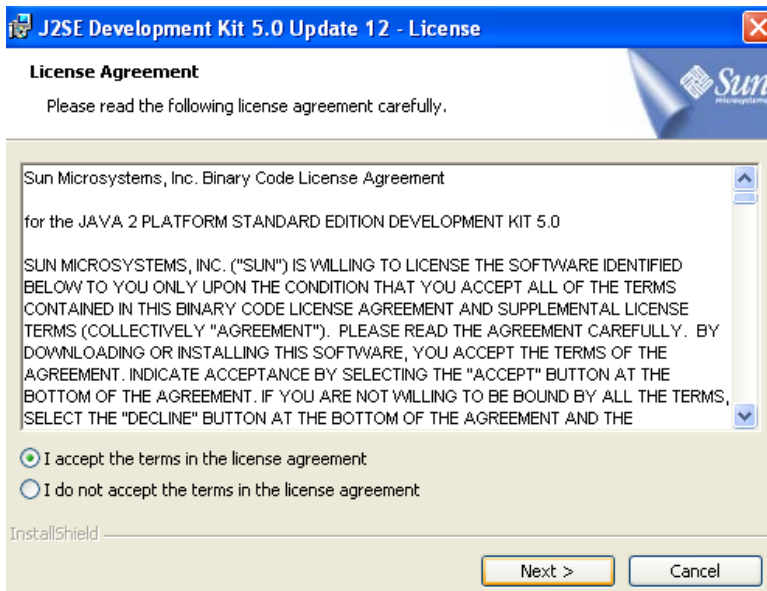 J2SE Development Kit 5.0 Update 12 - License
License Agreement
Please read the following license agreement carefully.
Sun
microsystems
Sun Microsystems, Inc. Binary Code License Agreement
for the JAVA 2 PLATFORM STANDARD EDITION DEVELOPMENT KIT 5.0
SUN MICROSYSTEMS, INC. ("SUN") IS WILLING TO LICENSE THE SOFTWARE IDENTIFIED
BELOW TO YOU ONLY UPON THE CONDITION THAT YOU ACCEPT ALL OF THE TERMS
CONTAINED IN THIS BINARY CODE LICENSE AGREEMENT AND SUPPLEMENTAL LICENSE
TERMS (COLLECTIVELY "AGREEMENT"). PLEASE READ THE AGREEMENT CAREFULLY. BY
DOWNLOADING OR INSTALLING THIS SOFTWARE, YOU ACCEPT THE TERMS OF THE
AGREEMENT. INDICATE ACCEPTANCE BY SELECTING THE "ACCEPT" BUTTON AT THE
BOTTOM OF THE AGREEMENT. IF YOU ARE NOT WILLING TO BE BOUND BY ALL THE TERMS,
SELECT THE "DECLINE" BUTTON AT THE BOTTOM OF THE AGREEMENT AND THE
I accept the terms in the license agreement
I do not accept the terms in the license agreement
InstallShield
Next >
Cancel